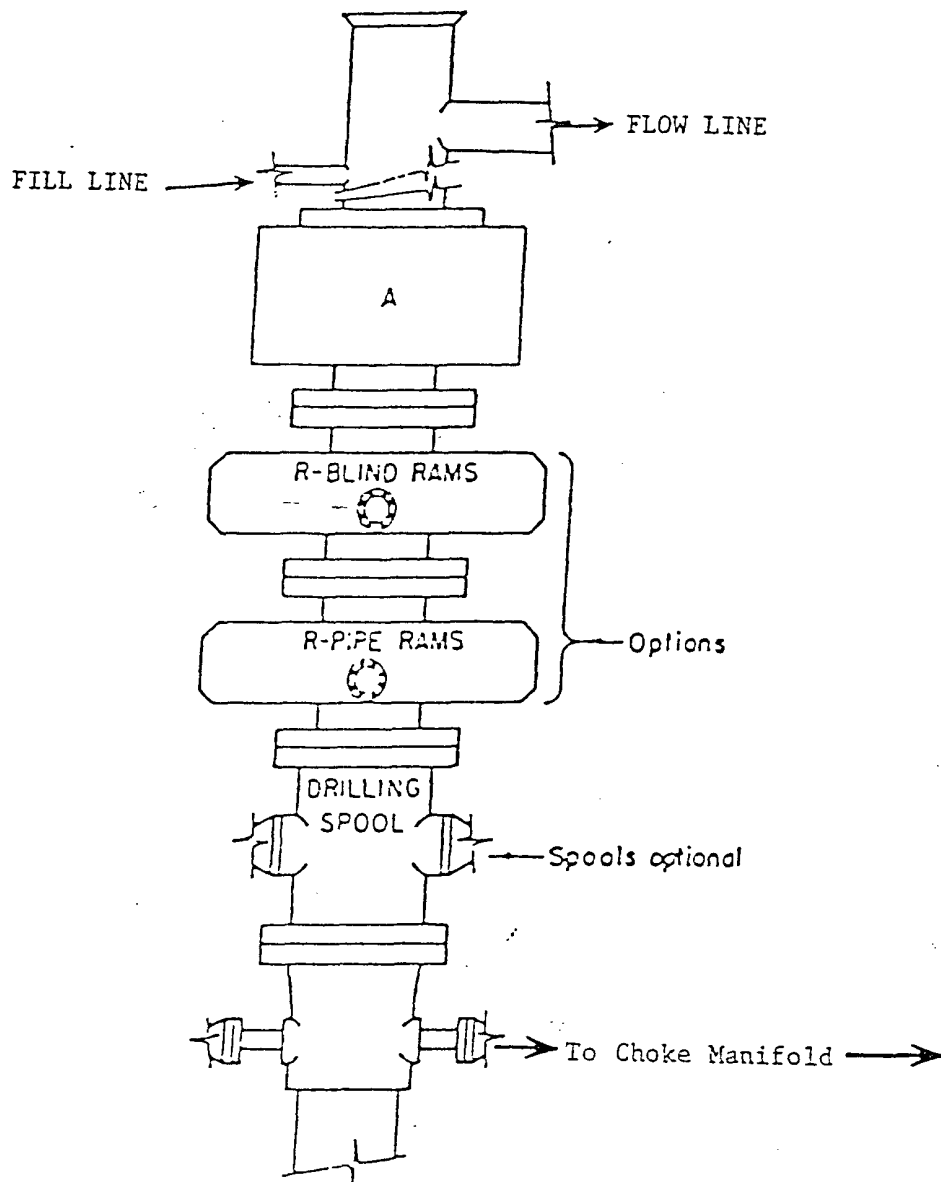 FLOW LINE
FILL LINE
A
R-BLIND RAMS
R-PIPE RAMS
Options
DRILLING
SPOOL
Spools optional
To Choke Manifold